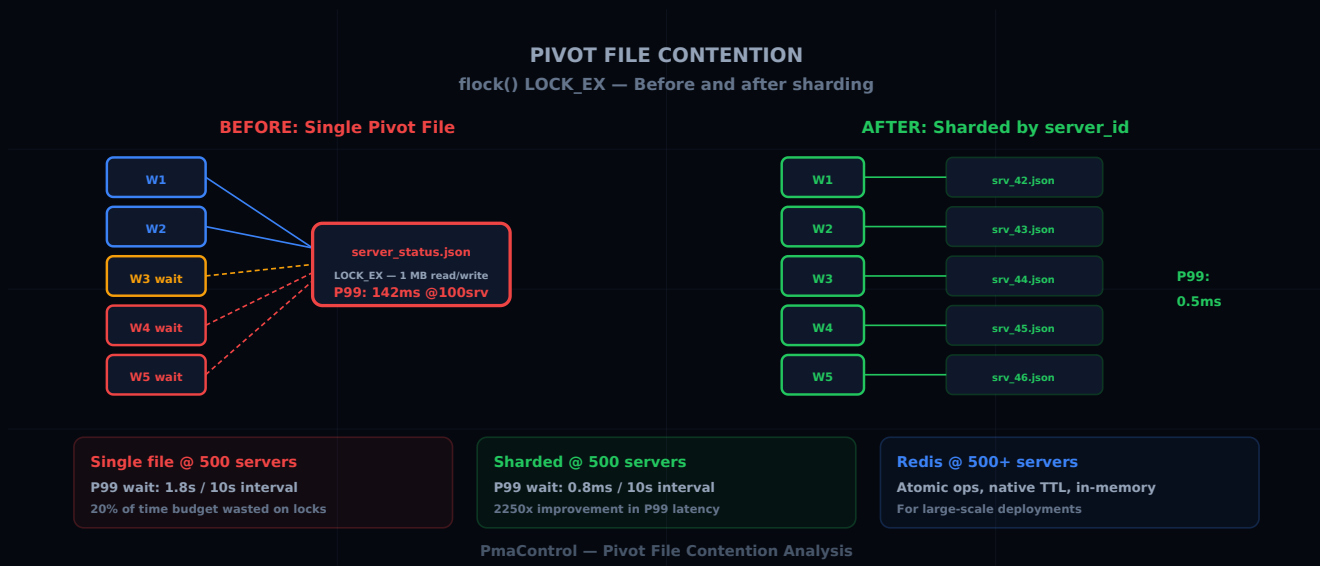 PIVOT FILE CONTENTION
flock() LOCK_EX — Before and after sharding
BEFORE: Single Pivot File
W1
W2
W3 wait
W4 wait
W5 wait
server_status.json
LOCK_EX — 1 MB read/write
P99: 142ms @100srv
AFTER: Sharded by server_id
W1
srv_42.json
W2
srv_43.json
W3
srv_44.json
W4
srv_45.json
W5
srv_46.json
P99:
0.5ms
Single file @ 500 servers
P99 wait: 1.8s / 10s interval
20% of time budget wasted on locks
Sharded @ 500 servers
P99 wait: 0.8ms / 10s interval
2250x improvement in P99 latency
Redis @ 500+ servers
Atomic ops, native TTL, in-memory
For large-scale deployments
PmaControl — Pivot File Contention Analysis